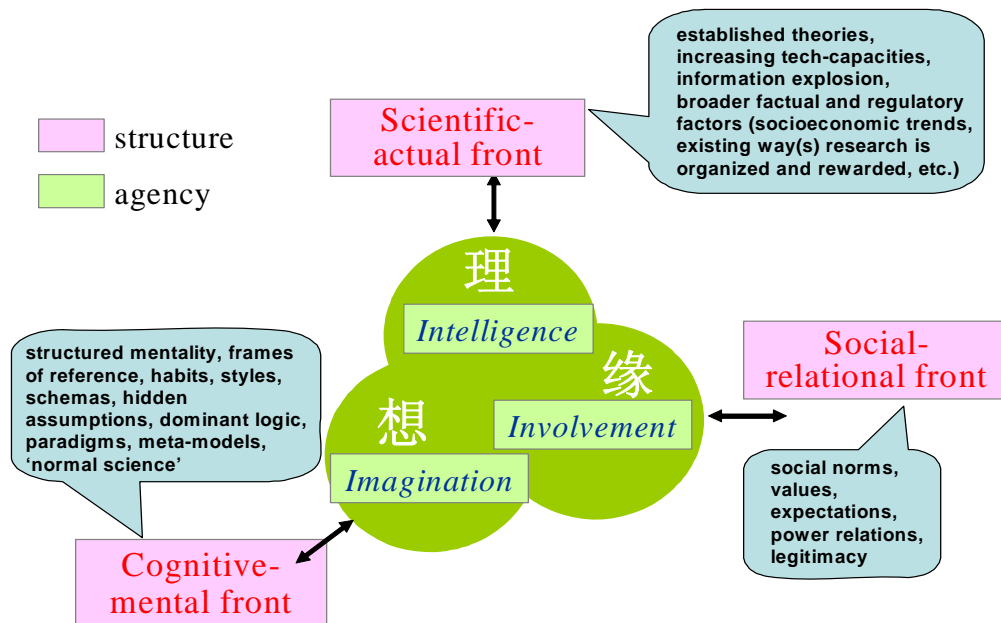 established theories,
increasing tech-capacities,
information explosion,
broader factual and regulatory
factors (socioeconomic trends,
existing way(s) research is
organized and rewarded, etc.)
structure
agency
Scientific-
actual front
理
Intelligence
缘
Involvement
想
Imagination
Social-
relational front
structured mentality, frames
of reference, habits, styles,
schemas, hidden
assumptions, dominant logic,
paradigms, meta-models,
‘normal science’
social norms,
values,
expectations,
power relations,
legitimacy
Cognitive-
mental front